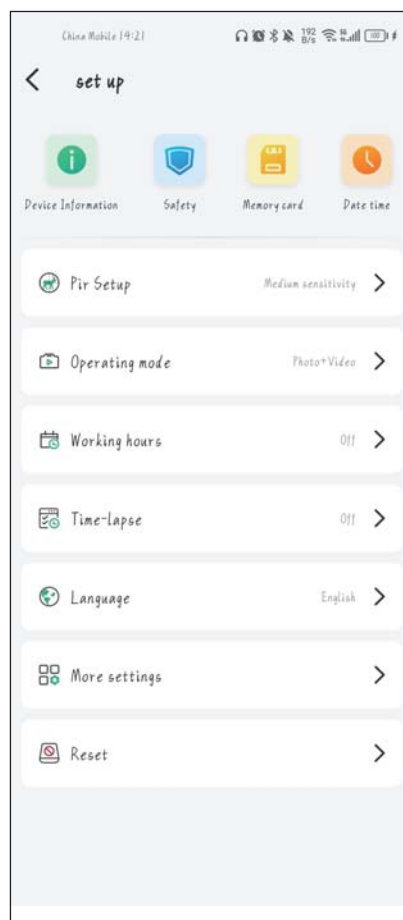 China Mobile 14:21 192 B/s
set up
Device Information Safety Memory card Date time
Pir Setup Medium sensitivity
Operating mode Photo+Video
Working hours Off
Time-lapse Off
Language English
More settings
Reset